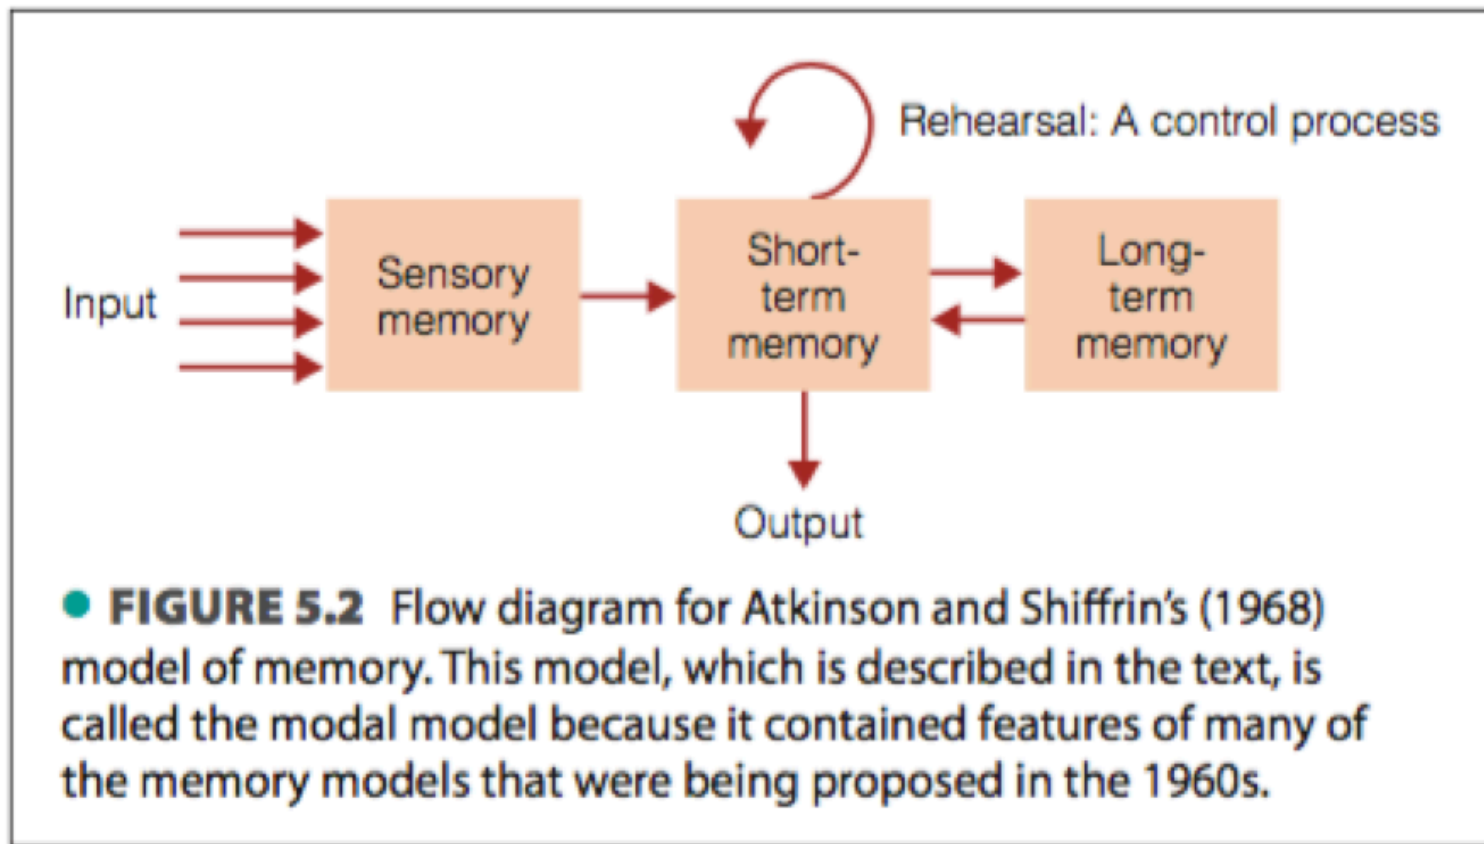 Rehearsal: A control process
Input
Sensory
memory
Short-
term
memory
Long-
term
memory
Output
● FIGURE 5.2 Flow diagram for Atkinson and Shiffrin’s (1968)
model of memory. This model, which is described in the text, is
called the modal model because it contained features of many of
the memory models that were being proposed in the 1960s.